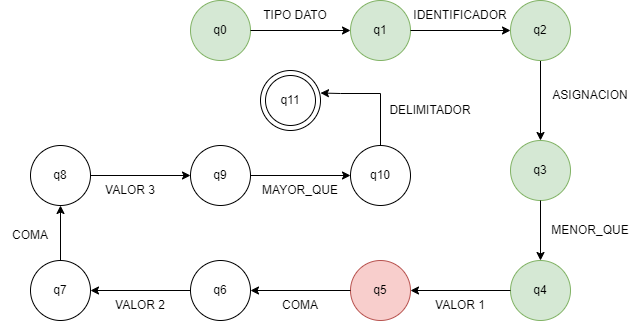 q0
TIPO DATO
q1
IDENTIFICADOR
q2
ASIGNACION
q11
DELIMITADOR
q8
VALOR 3
q9
MAYOR_QUE
q10
q3
COMA
MENOR_QUE
q7
VALOR 2
q6
COMA
q5
VALOR 1
q4